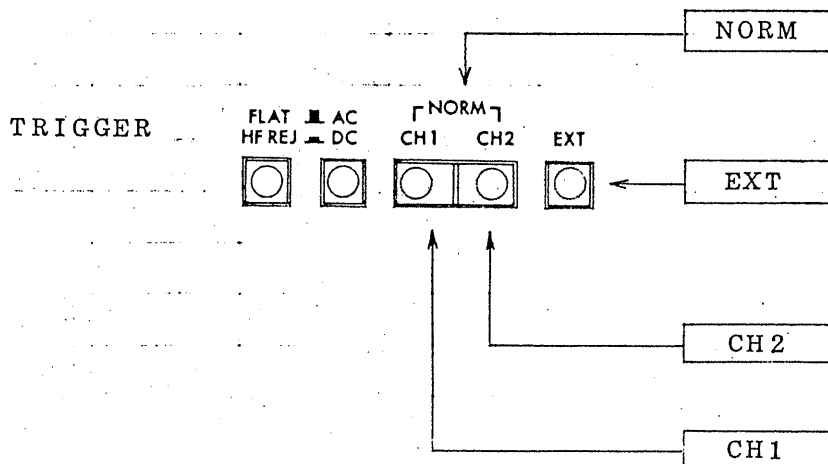 NORM
TRIGGER
FLAT AC
HF REJ DC
NORM
CH1 CH2
EXT
EXT
CH2
CH1